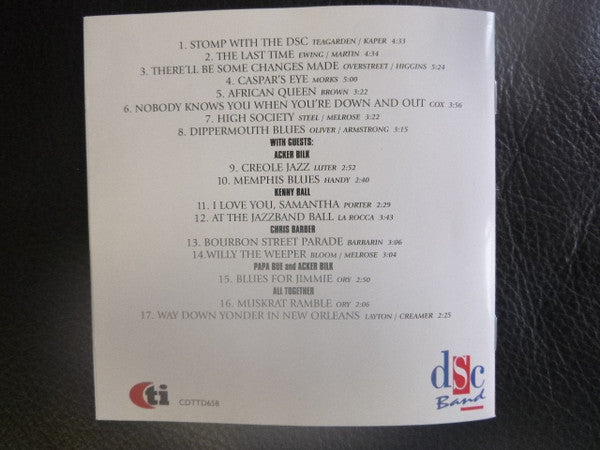 1. STOMP WITH THE DSC TEAGARDEN / KAPER 4:33
2. THE LAST TIME EWING / MARTIN 4:34
3. THERE'LL BE SOME CHANGES MADE OVERSTREET / HIGGINS 5:24
4. CASPAR'S EYE MORKS 5:00
5. AFRICAN QUEEN BROWN 3:22
6. NOBODY KNOWS YOU WHEN YOU'RE DOWN AND OUT COX 3:56
7. HIGH SOCIETY STEEL / MELROSE 3:22
8. DIPPERMOUTH BLUES OLIVER / ARMSTRONG 3:15
WITH GUESTS:
ACKER BILK
9. CREOLE JAZZ LUTER 2:52
10. MEMPHIS BLUES HANDY 2:40
KENNY BALL
11. I LOVE YOU, SAMANTHA PORTER 2:29
12. AT THE JAZZBAND BALL LA ROCCA 3:43
CHRIS BARBER
13. BOURBON STREET PARADE BARBARIN 3:06
14.WILLY THE WEEPER BLOOM / MELROSE 3:04
PAPA BUE and ACKER BILK
15. BLUES FOR JIMMIE ORY 2:50
ALL TOGETHER
16. MUSKRAT RAMBLE ORY 2:06
17. WAY DOWN YONDER IN NEW ORLEANS LAYTON / CREAMER 2:25
ti
CDTTD658
dsc
Band